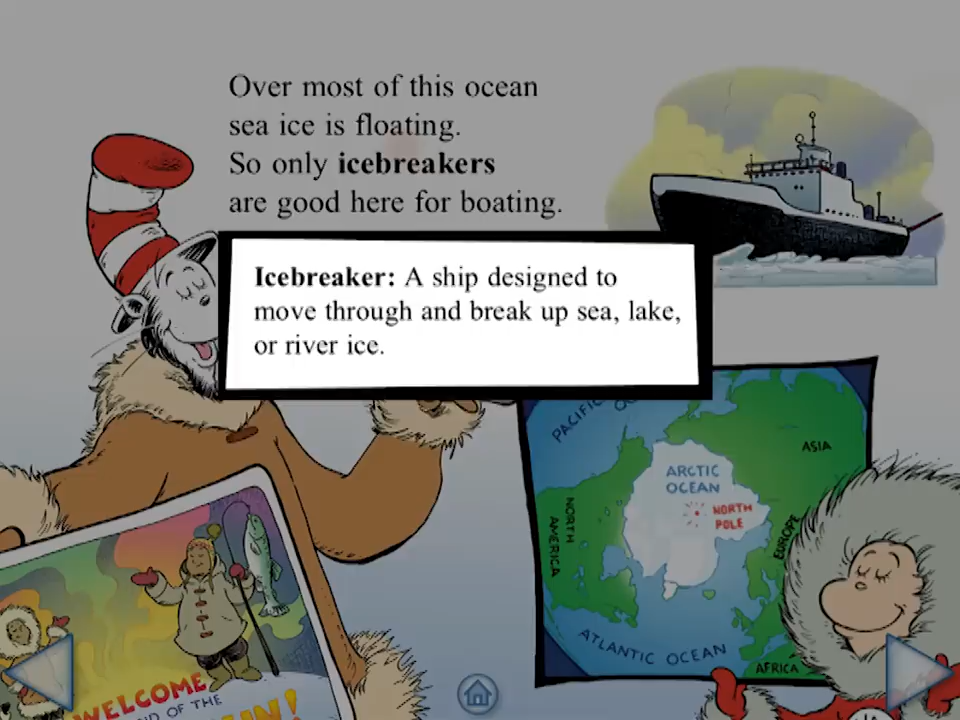 Over most of this ocean
sea ice is floating.
So only icebreakers
are good here for boating.
Icebreaker: A ship designed to
move through and break up sea, lake,
or river ice.
PACIFIC
ASIA
ARCTIC
OCEAN
NORTH
POLE
NORTH
AMERICA
EUROPE
ATLANTIC OCEAN
AFRICA
WELCOME
OF THE